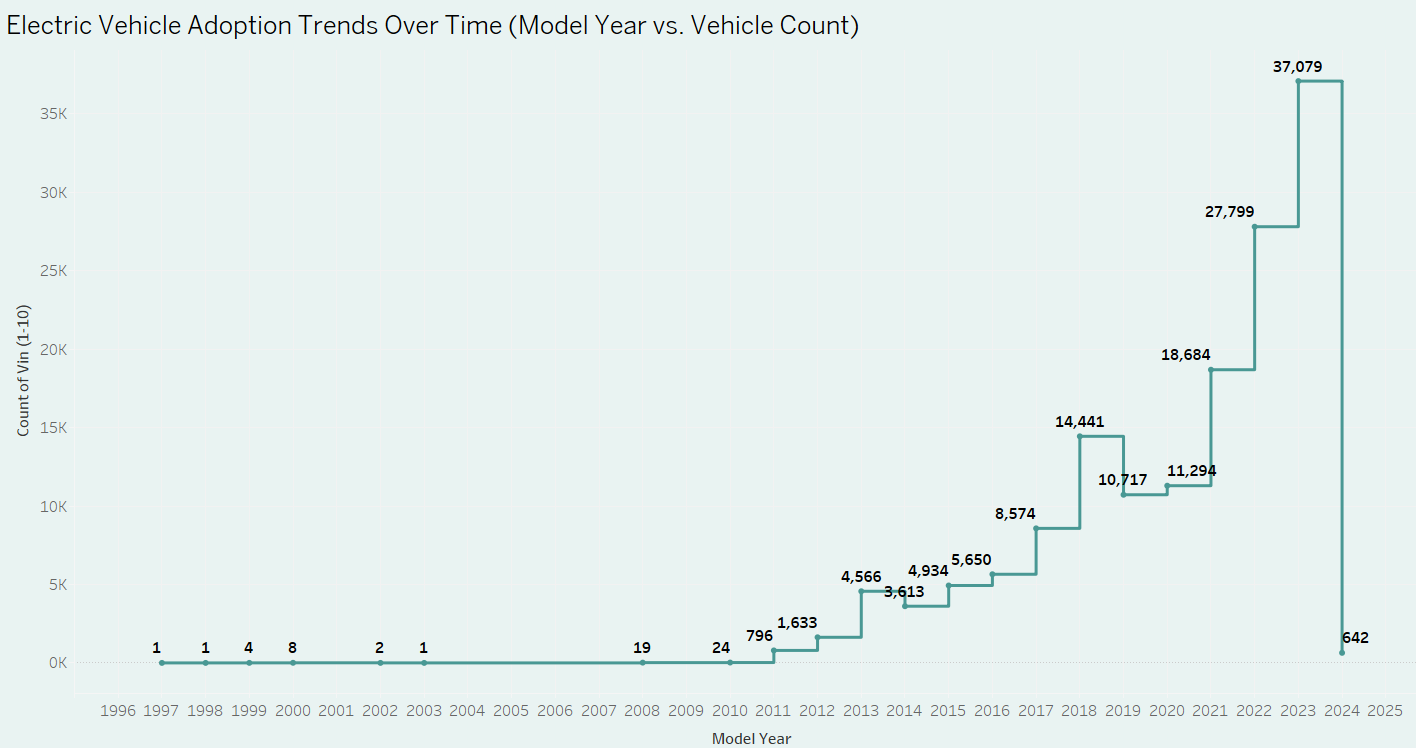 Electric Vehicle Adoption Trends Over Time (Model Year vs. Vehicle Count)
37,079
35K
30K
27,799
25K
20K
18,684
Count of Vin (1-10)
15K
14,441
11,294
10,717
10K
8,574
5,650
4,934
4,566
5K
3,613
1,633
796
642
1 1 4 8 2 1 19 24
0K
1996 1997 1998 1999 2000 2001 2002 2003 2004 2005 2006 2007 2008 2009 2010 2011 2012 2013 2014 2015 2016 2017 2018 2019 2020 2021 2022 2023 2024 2025
Model Year